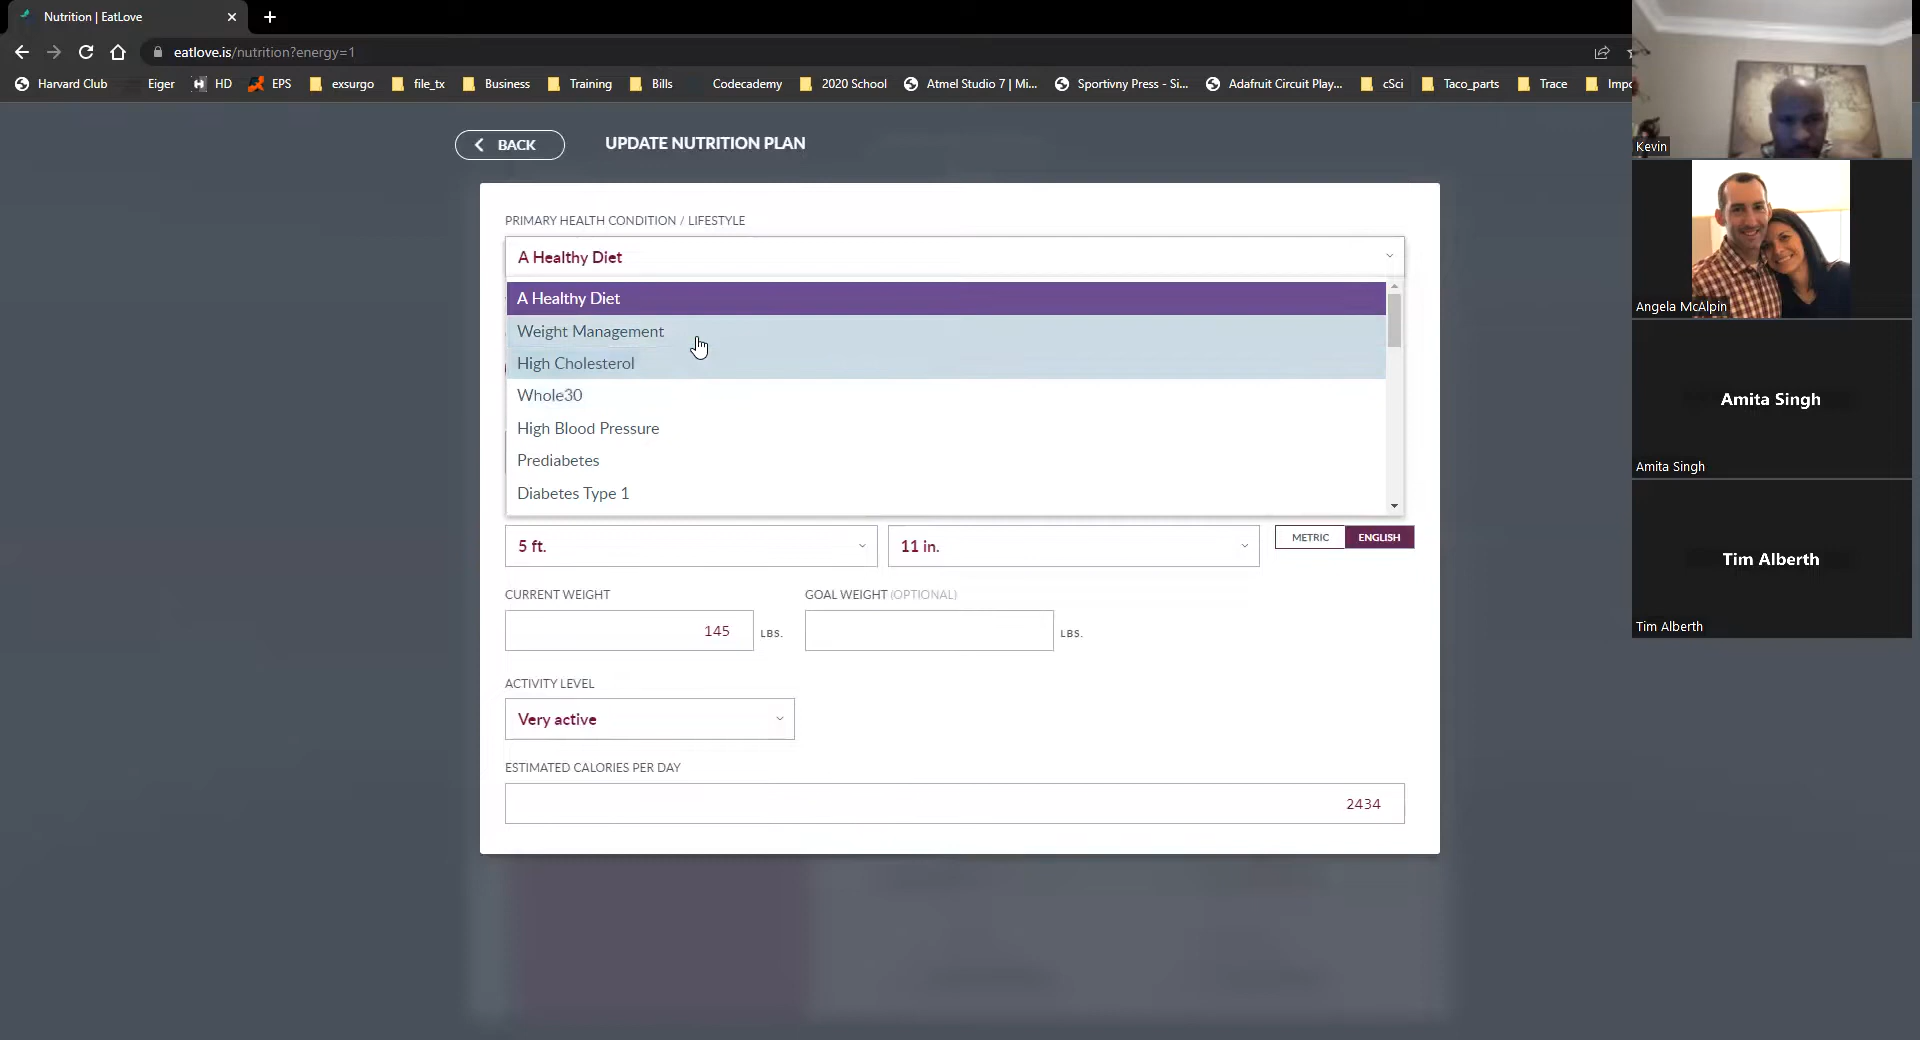 Nutrition | EatLove
eatlove.is/nutrition?energy=1
Harvard Club Eiger HD EPS exsurgo file_tx Business Training Bills Codecademy 2020 School Atmel Studio 7 | Mi... Sportivny Press - Si... Adafruit Circuit Play... cSci Taco_parts Trace
BACK
UPDATE NUTRITION PLAN
PRIMARY HEALTH CONDITION / LIFESTYLE
A Healthy Diet
A Healthy Diet
Weight Management
High Cholesterol
Whole30
High Blood Pressure
Prediabetes
Diabetes Type 1
5 ft. 11 in. METRIC ENGLISH
CURRENT WEIGHT GOAL WEIGHT (OPTIONAL)
145 LBS. LBS.
ACTIVITY LEVEL
Very active
ESTIMATED CALORIES PER DAY
2434
Kevin
Angela McAlpin
Amita Singh
Amita Singh
Tim Alberth
Tim Alberth